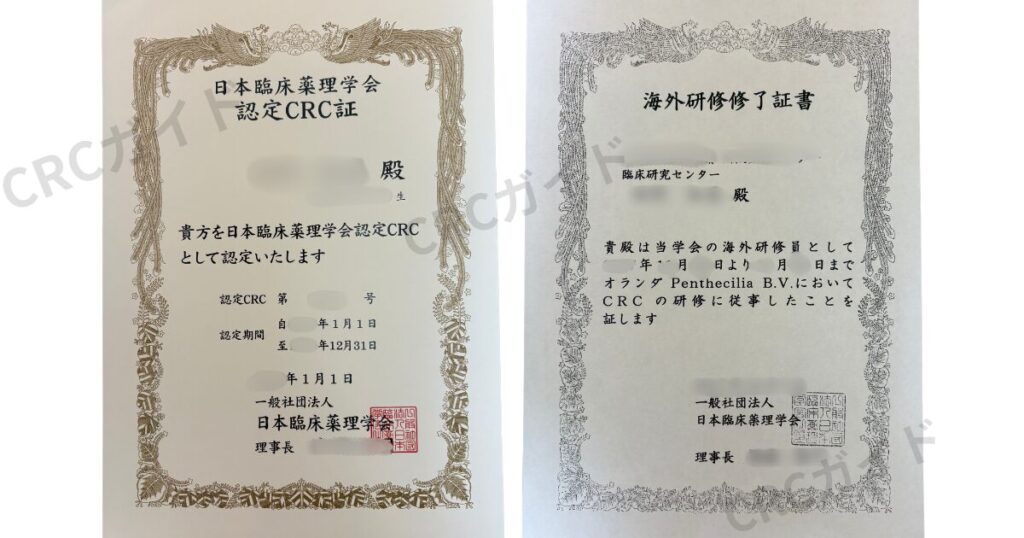 日本臨床薬理学会
認定CRC証
殿
生
貴方を日本臨床薬理学会認定CRC
として認定いたします
認定CRC 第 号
認定期間
自 年1月1日
至 年12月31日
年1月1日
一般社団法人
日本臨床薬理学会
理事長
海外研修修了証書
臨床研究センター
殿
貴殿は当学会の海外研修員として
年 月 日より 月 日まで
オランダ Penthecilia B.V.において
CRC の研修に従事したことを
証します
一般社団法人
日本臨床薬理学会
理事長
CRCガイド
CRCガイド
CRCガイド